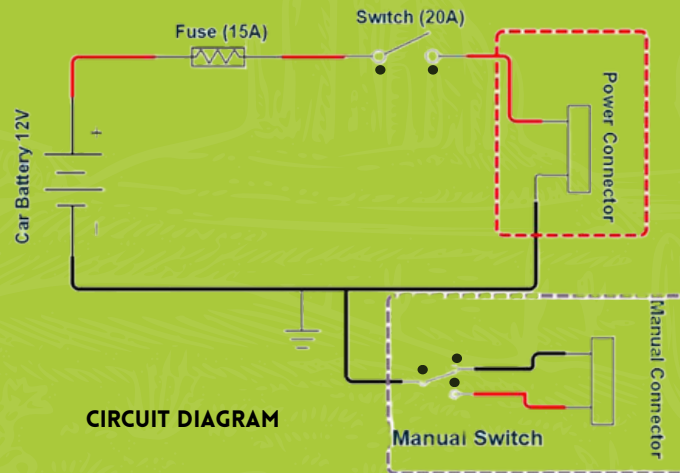 Fuse (15A)
Switch (20A)
Car Battery 12V
+
-
Power Connector
Manual Connector
Manual Switch
CIRCUIT DIAGRAM